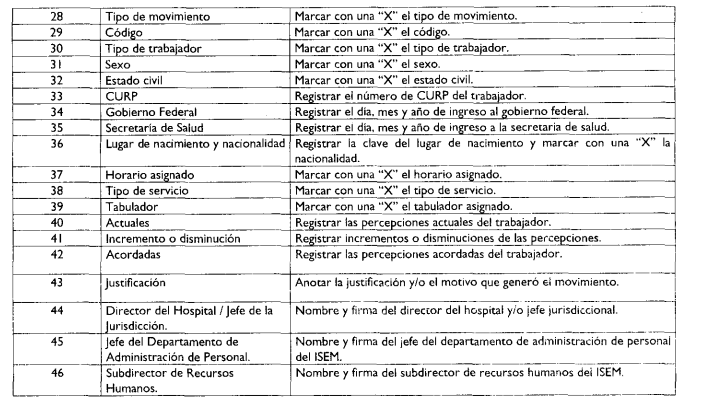 28 Tipo de movimiento Marcar con una "X" el tipo de movimiento.
29 Código Marcar con una "X" el código.
30 Tipo de trabajador Marcar con una "X" el tipo de trabajador.
31 Sexo Marcar con una "X" el sexo.
32 Estado civil Marcar con una "X" el estado civil.
33 CURP Registrar el número de CURP del trabajador.
34 Gobierno Federal Registrar el día, mes y año de ingreso al gobierno federal.
35 Secretaría de Salud Registrar el día, mes y año de ingreso a la secretaria de salud.
36 Lugar de nacimiento y nacionalidad Registrar la clave del lugar de nacimiento y marcar con una "X" la
nacionalidad.
37 Horario asignado Marcar con una "X" el horario asignado.
38 Tipo de servicio Marcar con una "X" el tipo de servicio.
39 Tabulador Marcar con una "X" el tabulador asignado.
40 Actuales Registrar las percepciones actuales del trabajador.
41 Incremento o disminución Registrar incrementos o disminuciones de las percepciones.
42 Acordadas Registrar las percepciones acordadas del trabajador.
43 Justificación Anotar la justificación y/o el motivo que generó el movimiento.
44 Director del Hospital / Jefe de la Nombre y firma del director del hospital y/o jefe jurisdiccional.
Jurisdicción.
45 Jefe del Departamento de Nombre y firma del jefe del departamento de administración de personal
Administración de Personal. del ISEM.
46 Subdirector de Recursos Nombre y firma del subdirector de recursos humanos del ISEM.
Humanos.